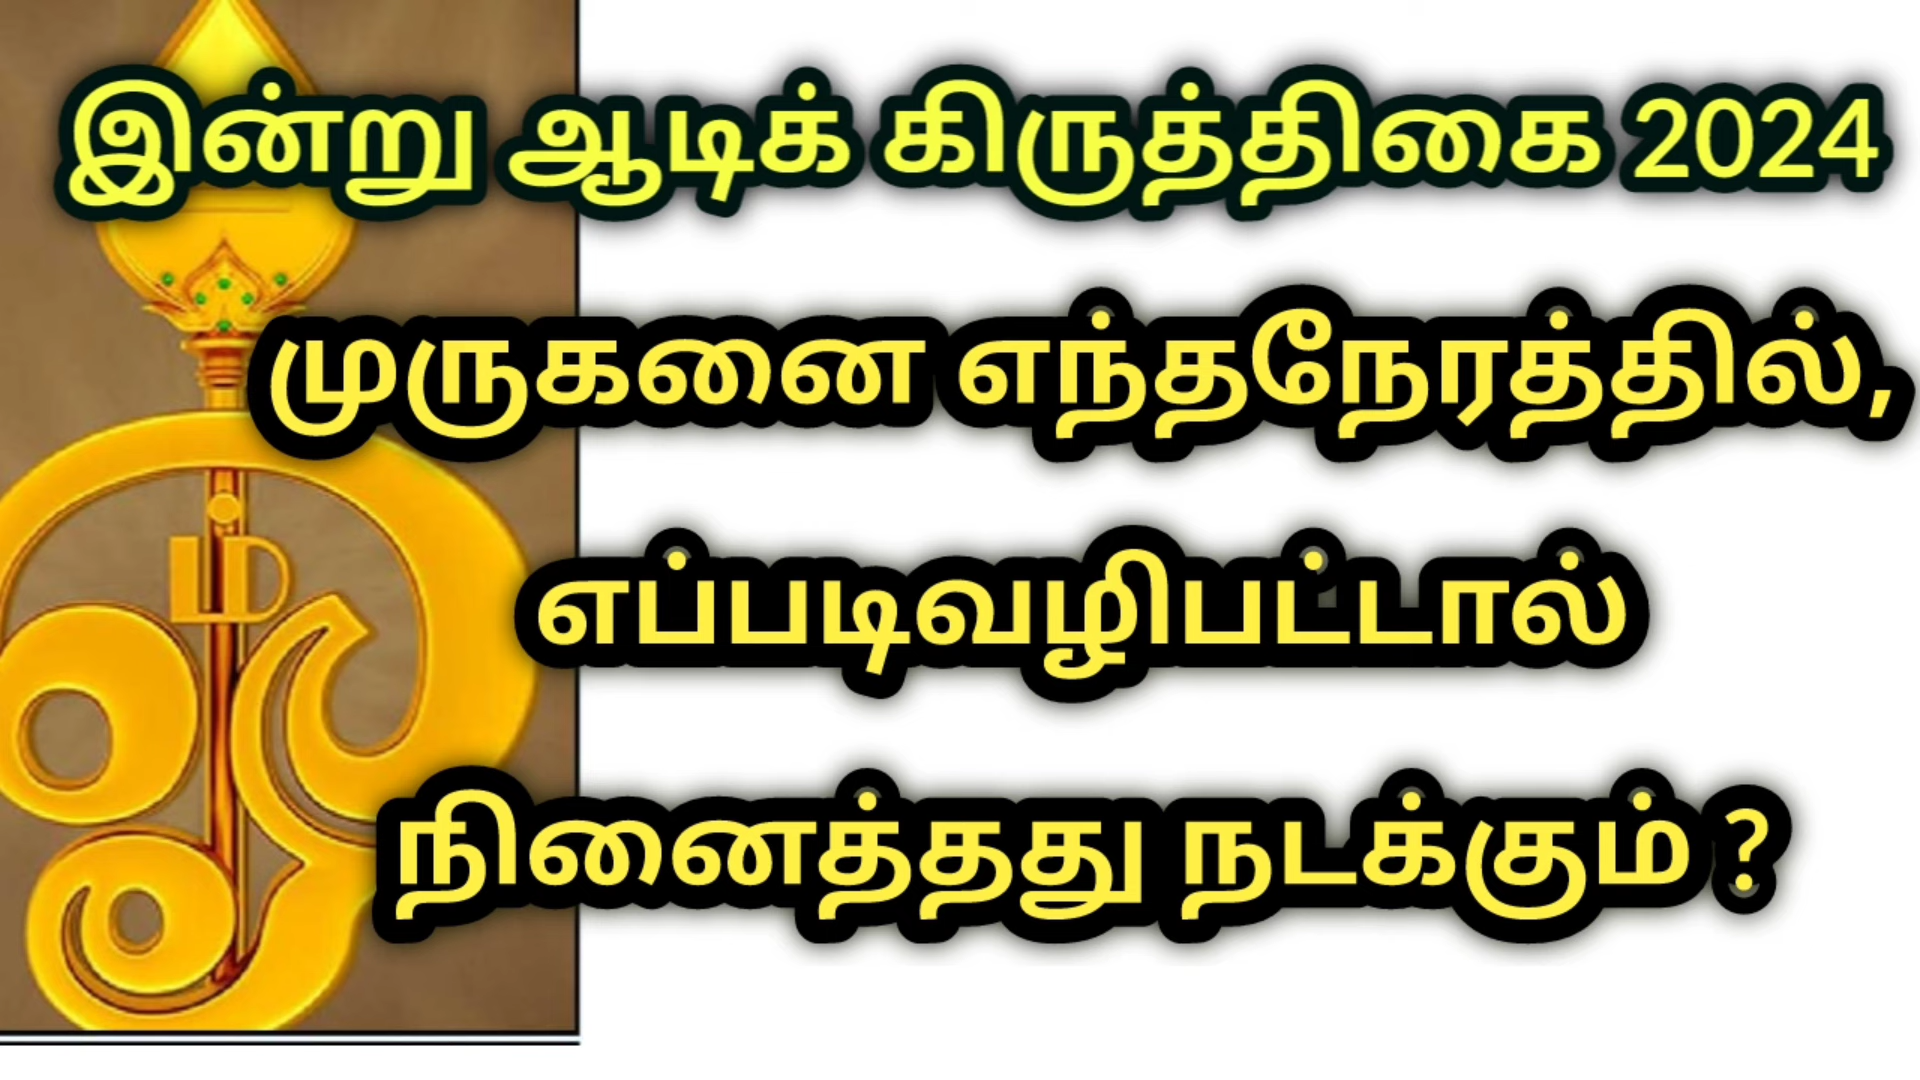 இன்று ஆடிக் கிருத்திகை 2024
முருகனை எந்தநேரத்தில்,
எப்படிவழிபட்டால்
நினைத்தது நடக்கும் ?